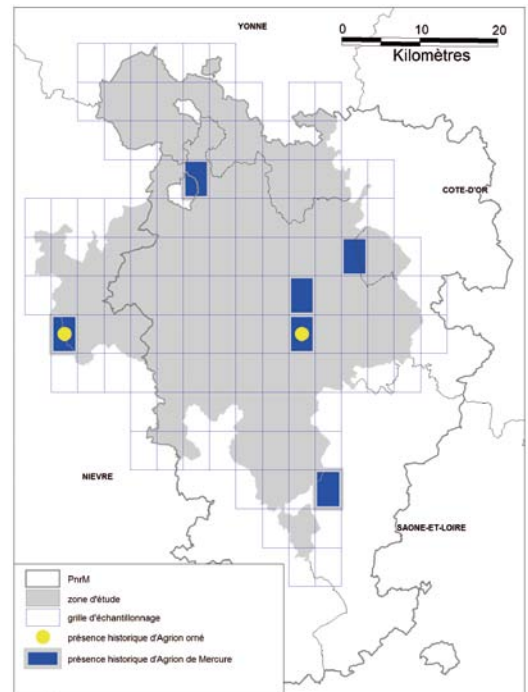 YONNE
0 10 20
Kilomètres
COTE-D'OR
NIEVRE
SAONE-ET-LOIRE
PnrM
zone d'étude
grille d'échantillonnage
présence historique d'Agrion orné
présence historique d'Agrion de Mercure